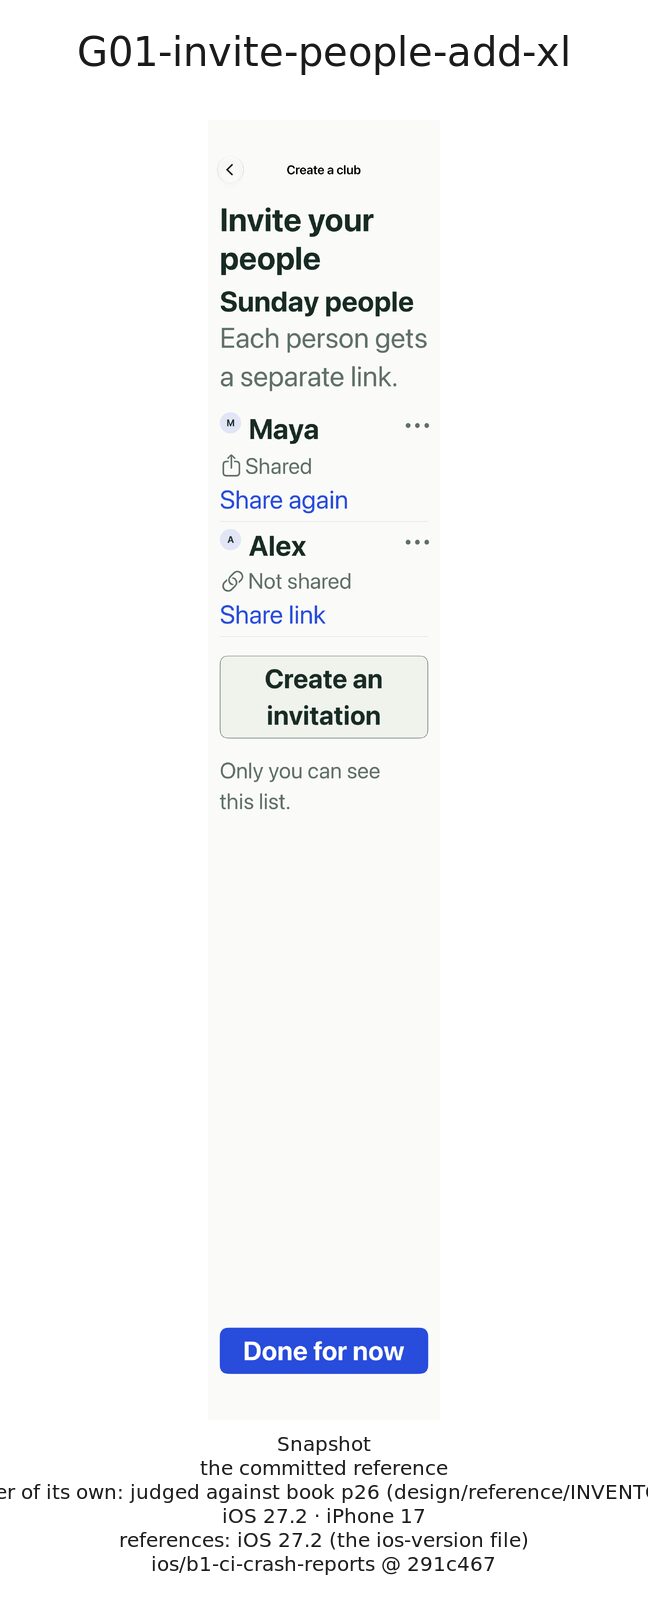 G01-invite-people-add-xl
Create a club
Invite your
people
Sunday people
Each person gets
a separate link.
M Maya
Shared
Share again
A Alex
Not shared
Share link
Create an
invitation
Only you can see
this list.
Done for now
Snapshot
the committed reference
of its own: judged against book p26 (design/reference/
iOS 27.2 · iPhone 17
references: iOS 27.2 (the ios-version file)
ios/b1-ci-crash-reports @ 291c467